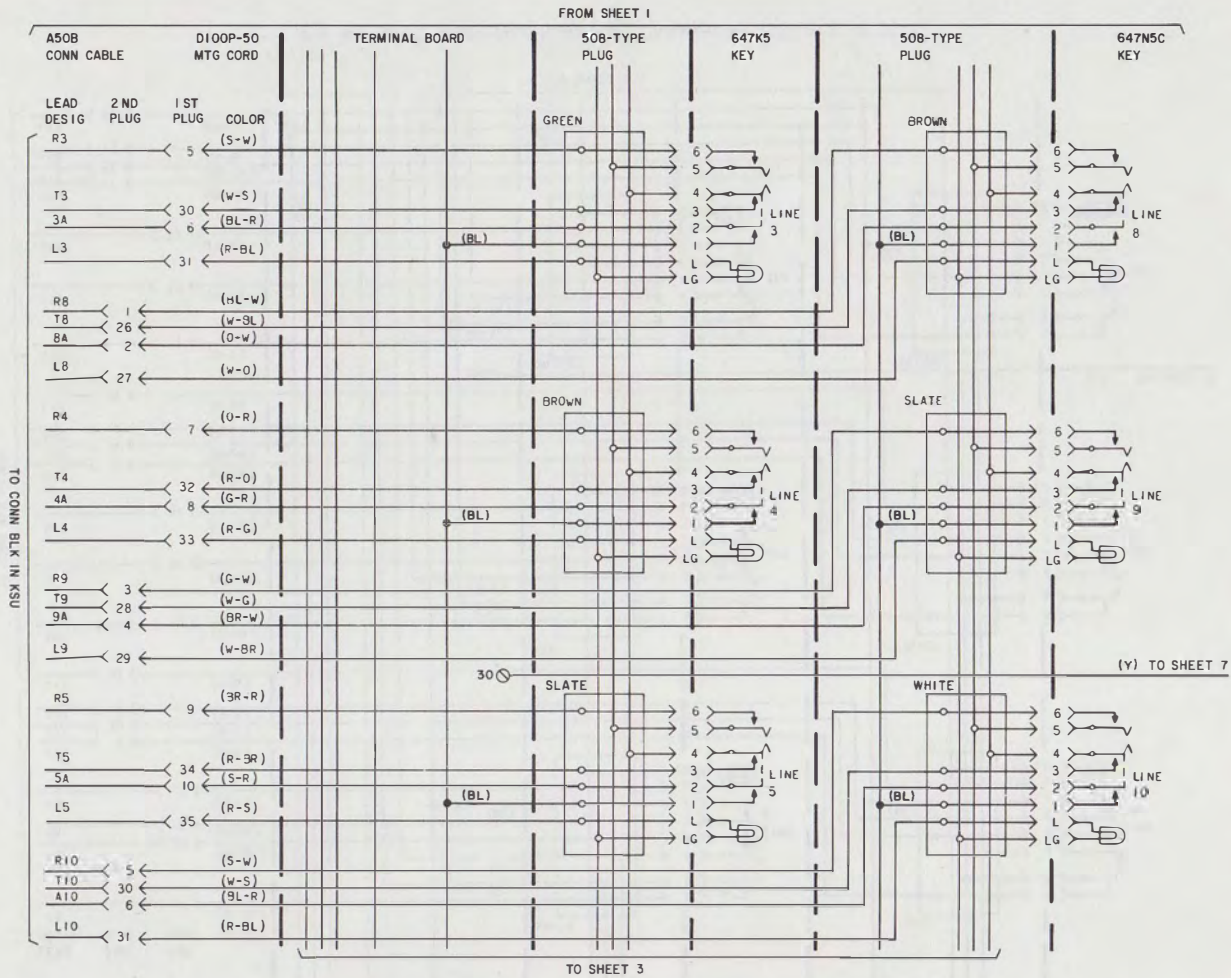 FROM SHEET 1
A50B CONN CABLE
D100P-50 MTG CORD
TERMINAL BOARD
508-TYPE PLUG
647K5 KEY
508-TYPE PLUG
647N5C KEY
LEAD DESIG
2 ND PLUG
1 ST PLUG
COLOR
GREEN
BROWN
R3 5 (S-W)
T3 30 (W-S)
3A 6 (BL-R)
L3 31 (R-BL)
(BL)
6
5
4
3
2
1
L
LG
LINE 3
(BL)
6
5
4
3
2
1
L
LG
LINE 8
R8 1 (BL-W)
T8 26 (W-BL)
8A 2 (O-W)
L8 27 (W-O)
BROWN
SLATE
R4 7 (O-R)
T4 32 (R-O)
4A 8 (G-R)
L4 33 (R-G)
(BL)
6
5
4
3
2
1
L
LG
LINE 4
(BL)
6
5
4
3
2
1
L
LG
LINE 9
TO CONN BLK IN KSU
R9 3 (G-W)
T9 28 (W-G)
9A 4 (BR-W)
L9 29 (W-BR)
30
(Y) TO SHEET 7
SLATE
WHITE
R5 9 (BR-R)
T5 34 (R-BR)
5A 10 (S-R)
L5 35 (R-S)
(BL)
6
5
4
3
2
1
L
LG
LINE 5
(BL)
6
5
4
3
2
1
L
LG
LINE 10
R10 5 (S-W)
T10 30 (W-S)
A10 6 (BL-R)
L10 31 (R-BL)
TO SHEET 3